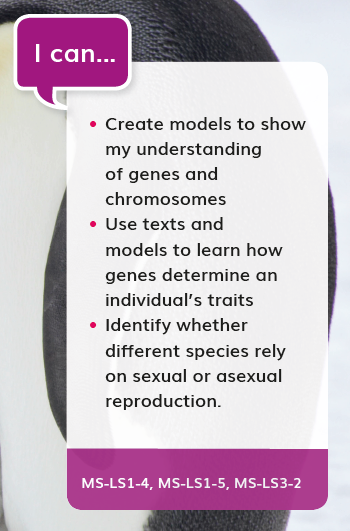 I can...
• Create models to show
my understanding
of genes and
chromosomes
• Use texts and
models to learn how
genes determine an
individual's traits
• Identify whether
different species rely
on sexual or asexual
reproduction.
MS-LS1-4, MS-LS1-5, MS-LS3-2